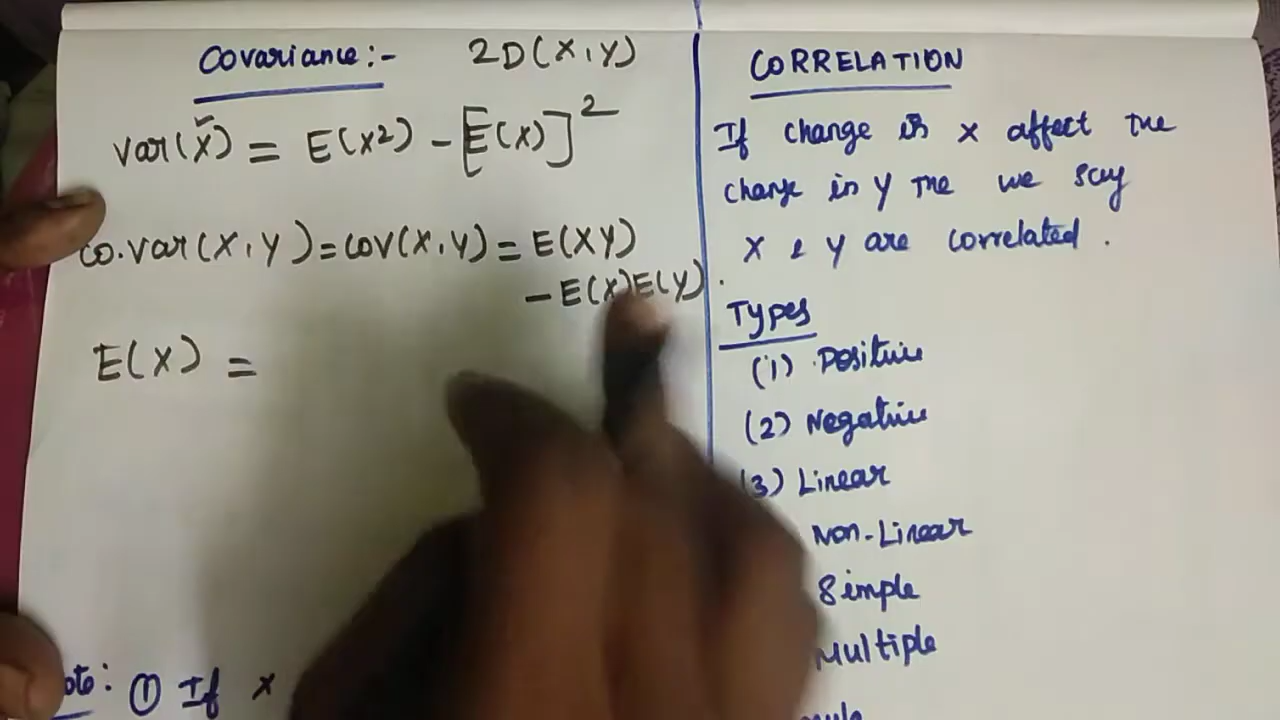 Covariance:- 2D(X,Y)
Var(X) = E(X2) - [E(X)]2
co.var(X,Y) = cov(X,Y) = E(XY)
- E(X)E(Y).
E(X) =
① If X
CORRELATION
If change in X affect the
change in Y the we say
X & Y are correlated.
Types
(1) Positive
(2) Negative
(3) Linear
Non-Linear
Simple
Multiple